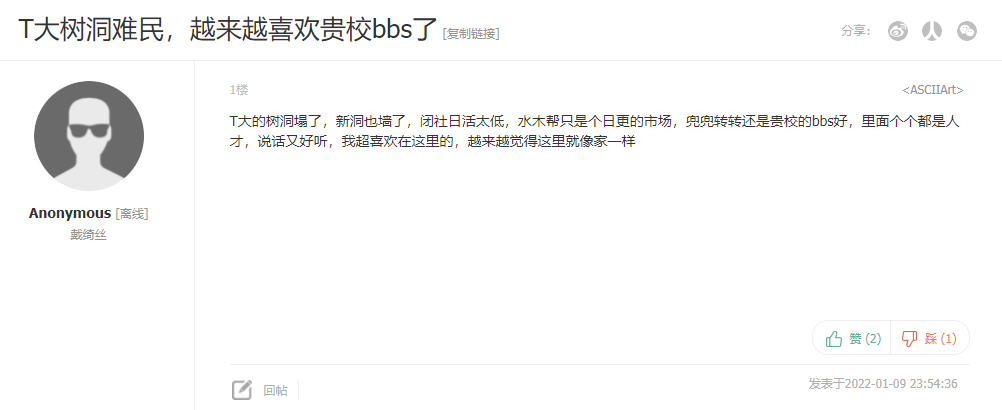 T大树洞难民，越来越喜欢贵校bbs了 [复制链接]
分享：
1楼
<ASCIIArt>
T大的树洞塌了，新洞也墙了，闭社日活太低，水木帮只是个日更的市场，兜兜转转还是贵校的bbs好，里面个个都是人
才，说话又好听，我超喜欢在这里的，越来越觉得这里就像家一样
Anonymous [离线]
戴绮丝
赞 (2)
踩 (1)
回帖
发表于2022-01-09 23:54:36